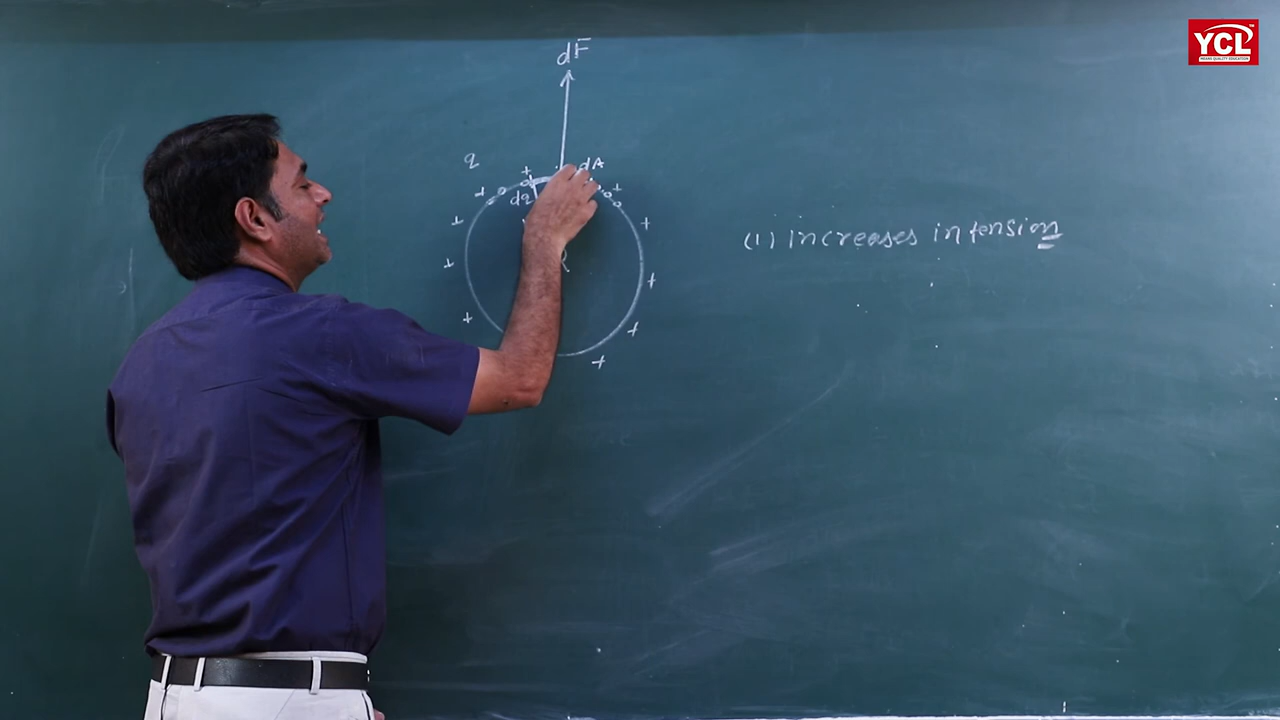 YCL
dF
q
dA
dq
R
(1) increases in tension